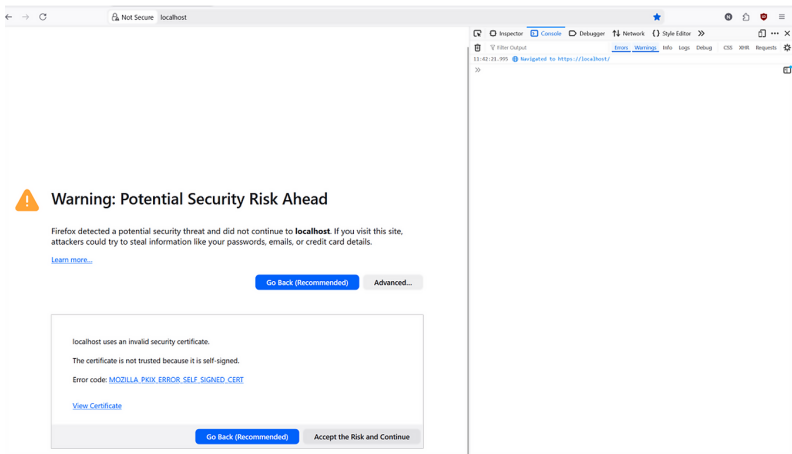 Not Secure localhost
Inspector Console Debugger Network Style Editor
Filter Output Errors Warnings Info Logs Debug CSS XHR Requests
13:42:21.995 Navigated to https://localhost/
Warning: Potential Security Risk Ahead
Firefox detected a potential security threat and did not continue to localhost. If you visit this site,
attackers could try to steal information like your passwords, emails, or credit card details.
Learn more...
Go Back (Recommended) Advanced...
localhost uses an invalid security certificate.
The certificate is not trusted because it is self-signed.
Error code: MOZILLA_PKIX_ERROR_SELF_SIGNED_CERT
View Certificate
Go Back (Recommended) Accept the Risk and Continue